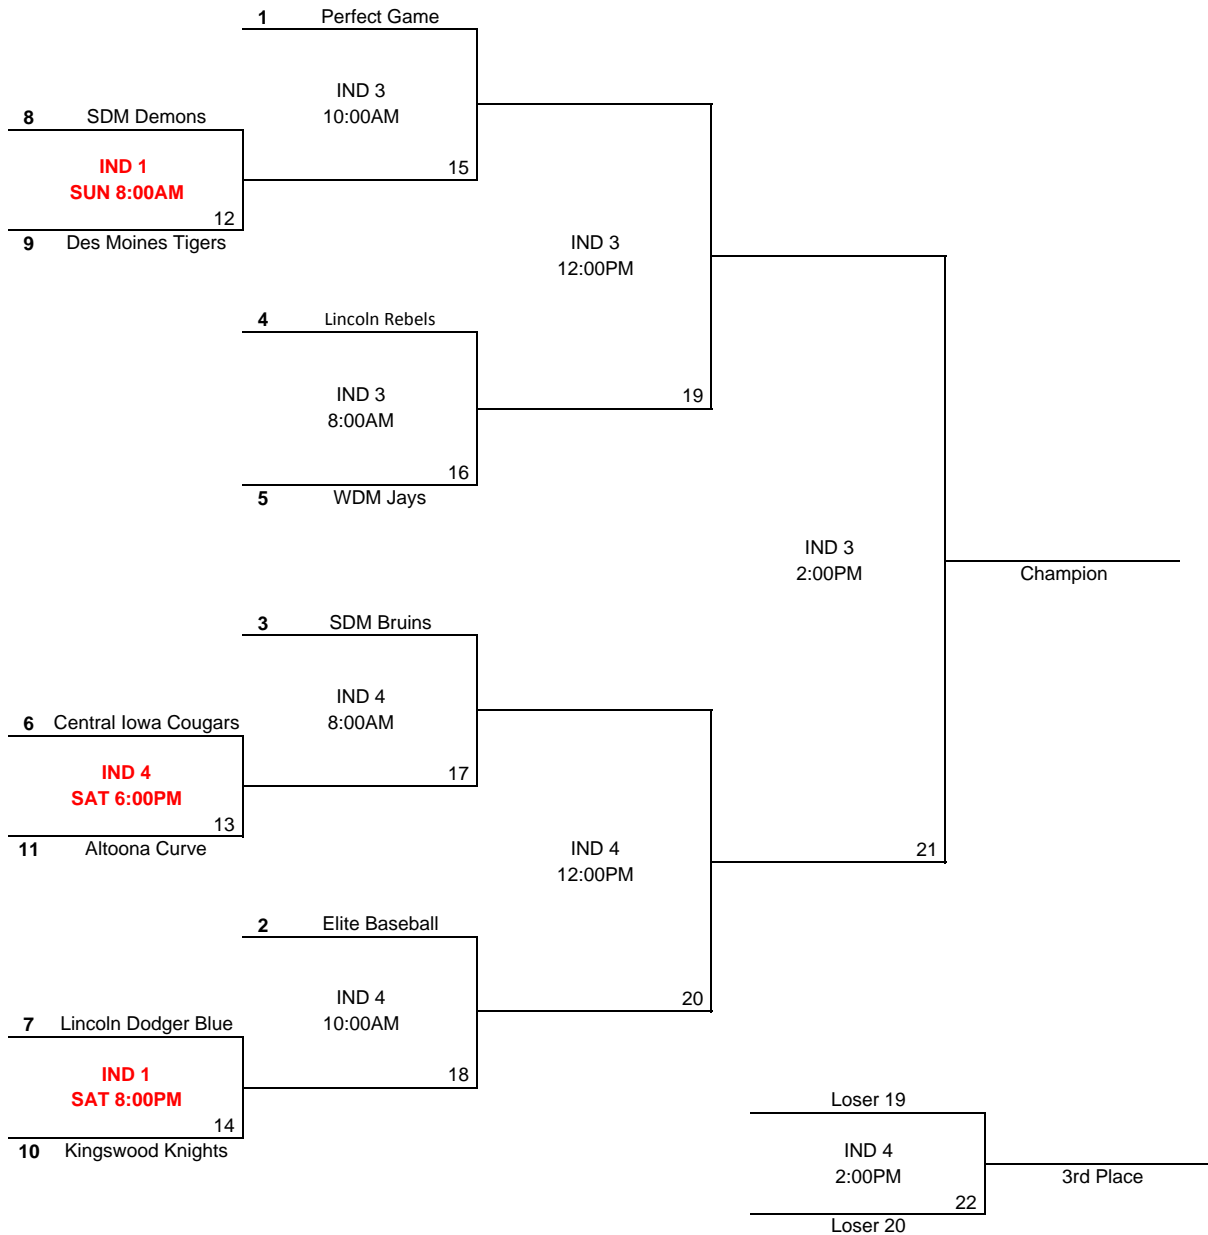 1 Perfect Game
IND 3
10:00AM
8 SDM Demons
IND 1
SUN 8:00AM
15
12
9 Des Moines Tigers
IND 3
12:00PM
4 Lincoln Rebels
IND 3
8:00AM
19
16
5 WDM Jays
IND 3
2:00PM
Champion
3 SDM Bruins
IND 4
8:00AM
6 Central Iowa Cougars
IND 4
SAT 6:00PM
17
13
11 Altoona Curve
IND 4
12:00PM
21
2 Elite Baseball
IND 4
10:00AM
20
7 Lincoln Dodger Blue
IND 1
SAT 8:00PM
18
14
10 Kingswood Knights
Loser 19
IND 4
2:00PM
3rd Place
22
Loser 20